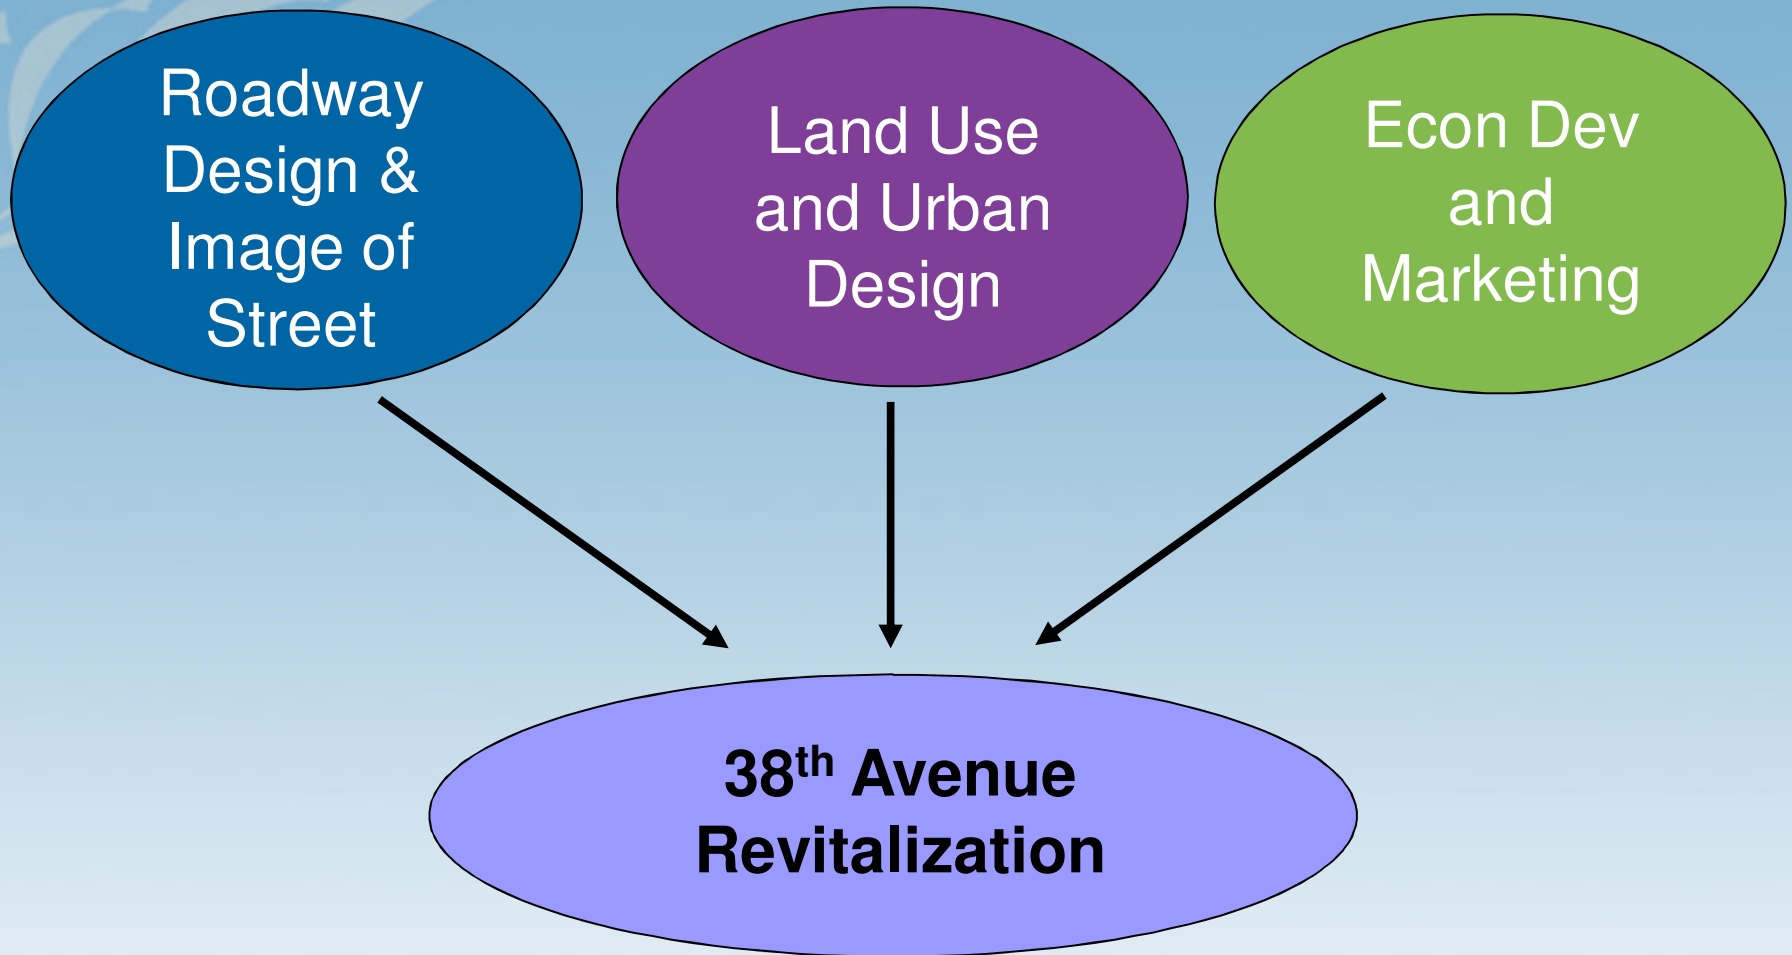 Roadway
Design &
Image of
Street
Land Use
and Urban
Design
Econ Dev
and
Marketing
38th Avenue
Revitalization